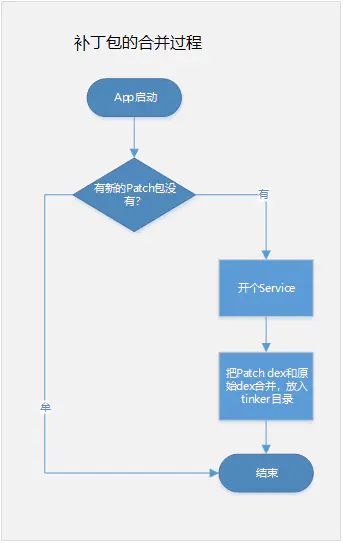 补丁包的合并过程
App启动
有新的Patch包没
有?
有
开个Service
把Patch dex和原
始dex合并，放入
tinker目录
牟
结束